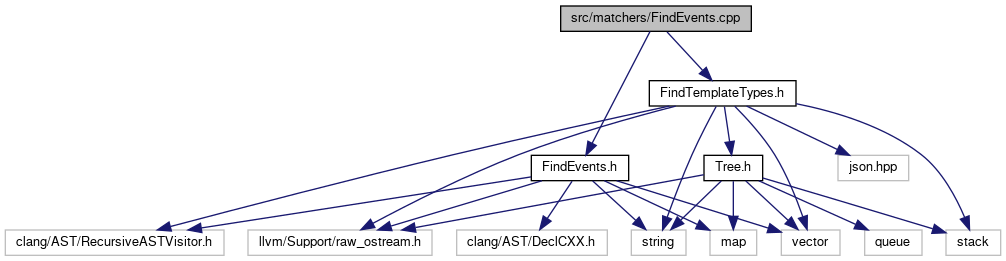 src/matchers/FindEvents.cpp
FindTemplateTypes.h
FindEvents.h
Tree.h
json.hpp
clang/AST/RecursiveASTVisitor.h
llvm/Support/raw_ostream.h
clang/AST/DeclCXX.h
string
map
vector
queue
stack